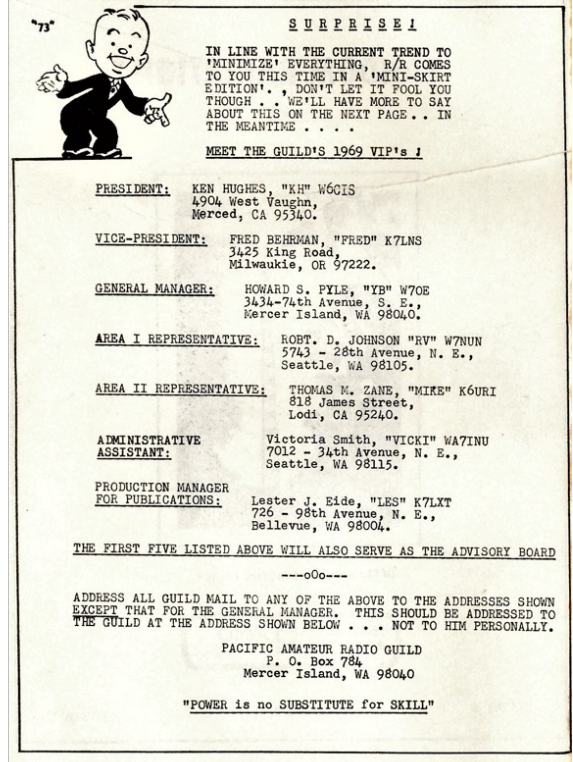 "73"
SURPRISE!
IN LINE WITH THE CURRENT TREND TO
'MINIMIZE' EVERYTHING, R/R COMES
TO YOU THIS TIME IN A 'MINI-SKIRT
EDITION'. , DON'T LET IT FOOL YOU
THOUGH . . WE'LL HAVE MORE TO SAY
ABOUT THIS ON THE NEXT PAGE . . IN
THE MEANTIME . . . .
MEET THE GUILD'S 1969 VIP's !
PRESIDENT: KEN HUGHES, "KH" W6CIS
4904 West Vaughn,
Merced, CA 95340.
VICE-PRESIDENT: FRED BEHRMAN, "FRED" K7LNS
3425 King Road,
Milwaukie, OR 97222.
GENERAL MANAGER: HOWARD S. PYLE, "YB" W7OE
3434-74th Avenue, S. E.,
Mercer Island, WA 98040.
AREA I REPRESENTATIVE: ROBT. D. JOHNSON "RV" W7NUN
5743 - 28th Avenue, N. E.,
Seattle, WA 98105.
AREA II REPRESENTATIVE: THOMAS M. ZANE, "MIKE" K6URI
818 James Street,
Lodi, CA 95240.
ADMINISTRATIVE Victoria Smith, "VICKI" WA7INU
ASSISTANT: 7012 - 34th Avenue, N. E.,
Seattle, WA 98115.
PRODUCTION MANAGER
FOR PUBLICATIONS: Lester J. Eide, "LES" K7LXT
726 - 98th Avenue, N. E.,
Bellevue, WA 98004.
THE FIRST FIVE LISTED ABOVE WILL ALSO SERVE AS THE ADVISORY BOARD
---oOo---
ADDRESS ALL GUILD MAIL TO ANY OF THE ABOVE TO THE ADDRESSES SHOWN
EXCEPT THAT FOR THE GENERAL MANAGER. THIS SHOULD BE ADDRESSED TO
THE GUILD AT THE ADDRESS SHOWN BELOW . . . NOT TO HIM PERSONALLY.
PACIFIC AMATEUR RADIO GUILD
P. O. Box 784
Mercer Island, WA 98040
"POWER is no SUBSTITUTE for SKILL"